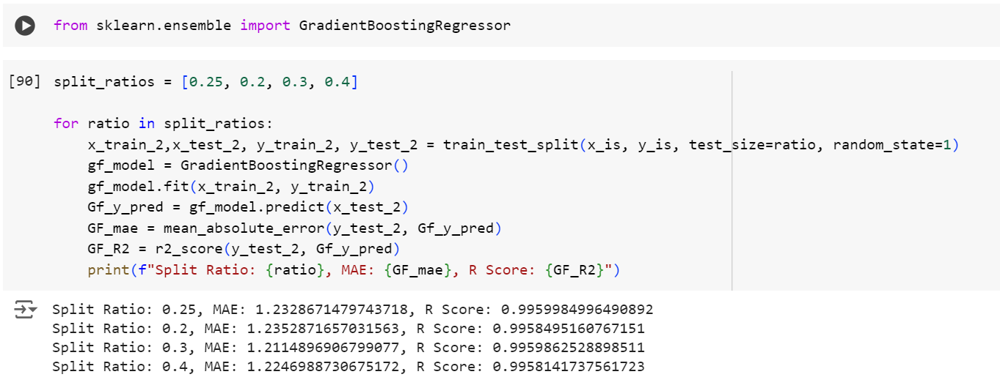 from sklearn.ensemble import GradientBoostingRegressor
[90] split_ratios = [0.25, 0.2, 0.3, 0.4]
for ratio in split_ratios:
x_train_2,x_test_2, y_train_2, y_test_2 = train_test_split(x_is, y_is, test_size=ratio, random_state=1)
gf_model = GradientBoostingRegressor()
gf_model.fit(x_train_2, y_train_2)
Gf_y_pred = gf_model.predict(x_test_2)
GF_mae = mean_absolute_error(y_test_2, Gf_y_pred)
GF_R2 = r2_score(y_test_2, Gf_y_pred)
print(f"Split Ratio: {ratio}, MAE: {GF_mae}, R Score: {GF_R2}")
Split Ratio: 0.25, MAE: 1.2328671479743718, R Score: 0.9959984996490892
Split Ratio: 0.2, MAE: 1.2352871657031563, R Score: 0.9958495160767151
Split Ratio: 0.3, MAE: 1.2114896906799077, R Score: 0.9959862528898511
Split Ratio: 0.4, MAE: 1.2246988730675172, R Score: 0.9958141737561723